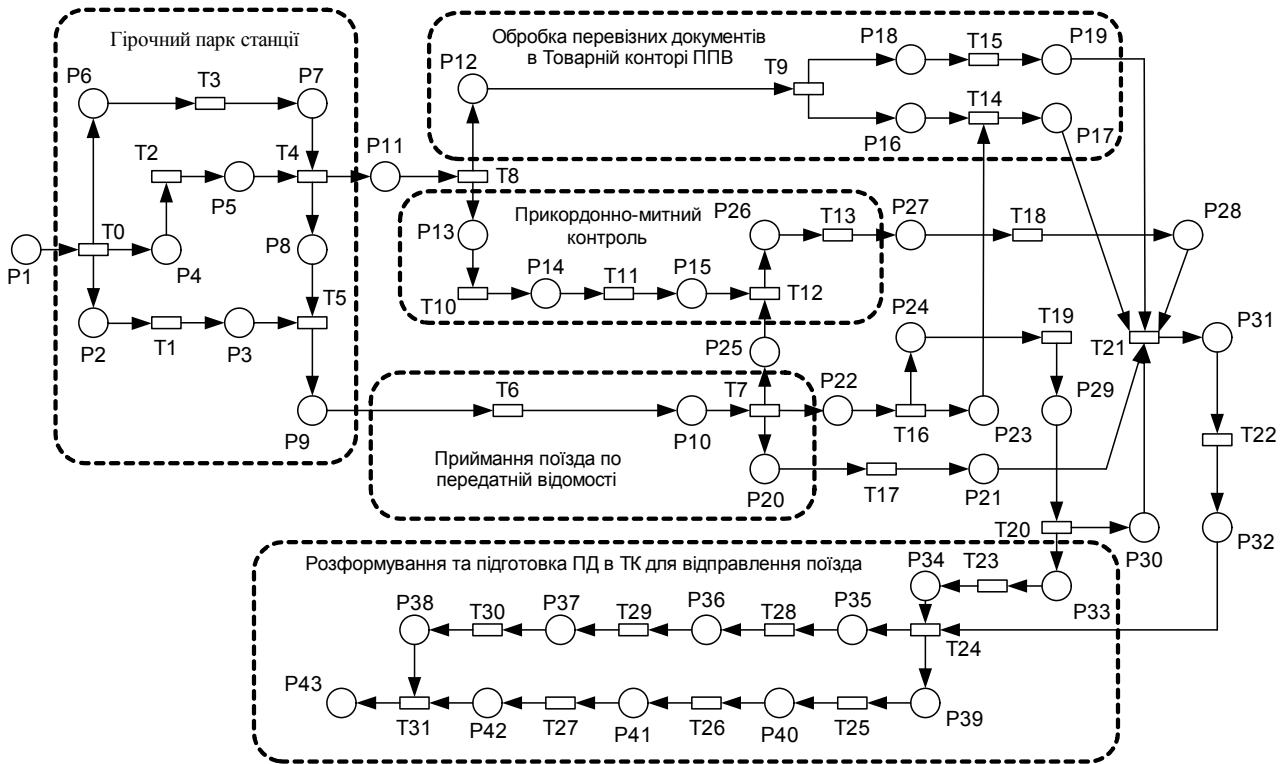 Гірочний парк станції
Обробка перевізних документів
в Товарній конторі ППВ
P18
T15
P19
P6
T3
P7
P12
T9
T14
P16
P17
T2
T4
P11
P5
T8
P13
Прикордонно-митний
контроль
P26
T13
P27
T18
P28
P1
T0
P4
P8
T10
P14
T11
P15
T12
T5
P24
T19
P2
T1
P3
P25
T21
P31
P9
T6
P10
T7
P22
T16
P23
P29
T22
Приймання поїзда по
передатній відомості
P20
T17
P21
T20
P30
P32
Розформування та підготовка ПД в ТК для відправлення поїзда
P34
T23
P33
P38
T30
P37
T29
P36
T28
P35
T24
P43
T31
P42
T27
P41
T26
P40
T25
P39